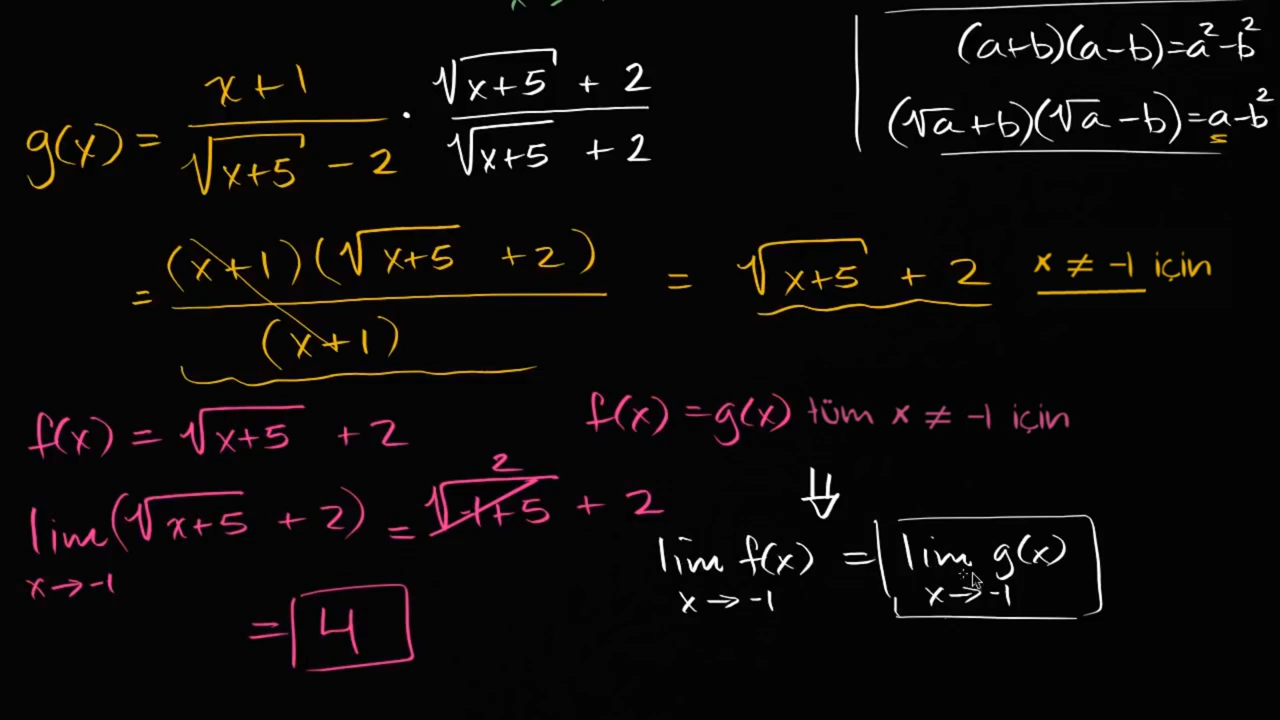 (a+b)(a-b)=a²-b²
(√a+b)(√a-b)=a-b²
g(x) = x+1 / √x+5 - 2 · √x+5 + 2 / √x+5 + 2
= (x+1)(√x+5 + 2) / (x+1) = √x+5 + 2 x ≠ -1 için
f(x) = √x+5 + 2
f(x) = g(x) tüm x ≠ -1 için
lim (√x+5 + 2) = √-1+5 + 2
2
x → -1
= 4
⇓
lim f(x) = lim g(x)
x → -1 x → -1